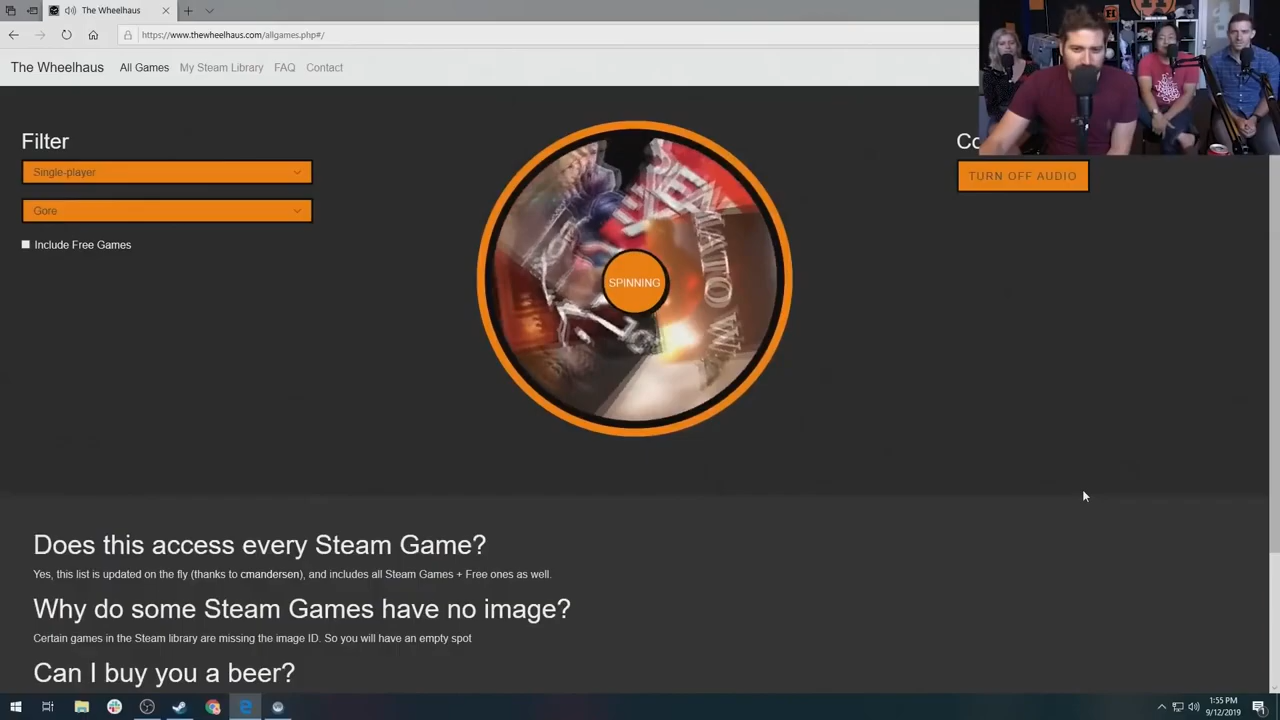 The Wheelhaus
https://www.thewheelhaus.com/allgames.php#/
The Wheelhaus
All Games
My Steam Library
FAQ
Contact
Filter
Single-player
Gore
Include Free Games
SPINNING
TURN OFF AUDIO
Does this access every Steam Game?
Yes, this list is updated on the fly (thanks to cmandersen), and includes all Steam Games + Free ones as well.
Why do some Steam Games have no image?
Certain games in the Steam library are missing the image ID. So you will have an empty spot
Can I buy you a beer?
1:55 PM
9/12/2019